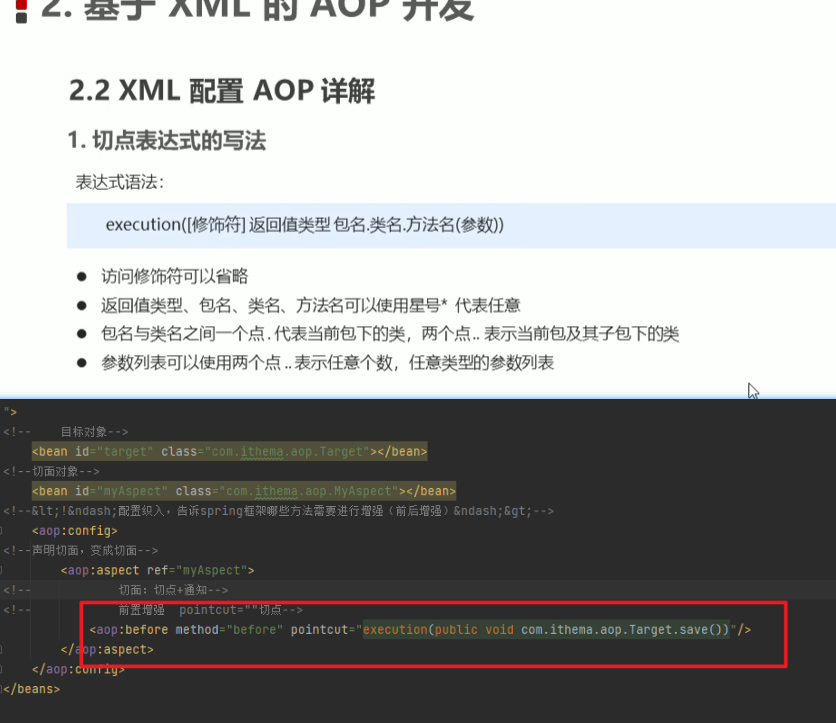 2. 基于 XML 的 AOP 开发
2.2 XML 配置 AOP 详解
1. 切点表达式的写法
表达式语法：
execution([修饰符] 返回值类型 包名.类名.方法名(参数))
● 访问修饰符可以省略
● 返回值类型、包名、类名、方法名可以使用星号* 代表任意
● 包名与类名之间一个点 . 代表当前包下的类，两个点 .. 表示当前包及其子包下的类
● 参数列表可以使用两个点 .. 表示任意个数，任意类型的参数列表
">
<!-- 目标对象-->
<bean id="target" class="com.ithema.aop.Target"></bean>
<!--切面对象-->
<bean id="myAspect" class="com.ithema.aop.MyAspect"></bean>
<!--&lt;!&ndash;配置织入，告诉spring框架哪些方法需要进行增强（前后增强）&ndash;&gt;-->
<aop:config>
<!--声明切面，变成切面-->
<aop:aspect ref="myAspect">
<!-- 切面：切点+通知-->
<!-- 前置增强 pointcut=""切点-->
<aop:before method="before" pointcut="execution(public void com.ithema.aop.Target.save())"/>
</aop:aspect>
</aop:config>
</beans>